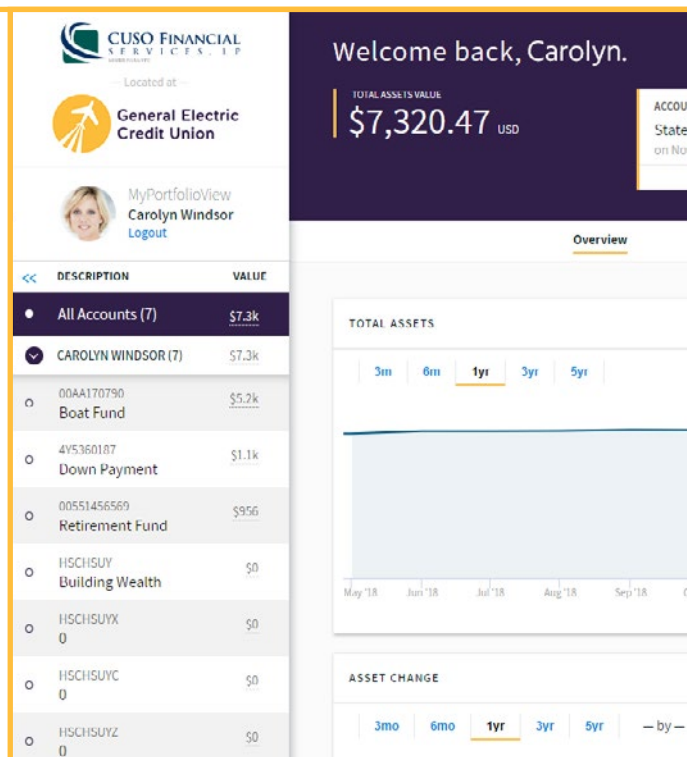 CUSO FINANCIAL
SERVICES, LP
Located at
General Electric
Credit Union
MyPortfolioView
Carolyn Windsor
Logout
<< DESCRIPTION VALUE
All Accounts (7) $7.3k
CAROLYN WINDSOR (7) $7.3k
00AA170790
Boat Fund $5.2k
4Y5360187
Down Payment $1.1k
00551456569
Retirement Fund $956
HSCHSUY
Building Wealth $0
HSCHSUYX
0 $0
HSCHSUYC
0 $0
HSCHSUYZ
0 $0
Welcome back, Carolyn.
TOTAL ASSETS VALUE
$7,320.47 USD
ACCOU
State
on No
Overview
TOTAL ASSETS
3m 6m 1yr 3yr 5yr
May '18 Jun '18 Jul '18 Aug '18 Sep '18
ASSET CHANGE
3mo 6mo 1yr 3yr 5yr — by —